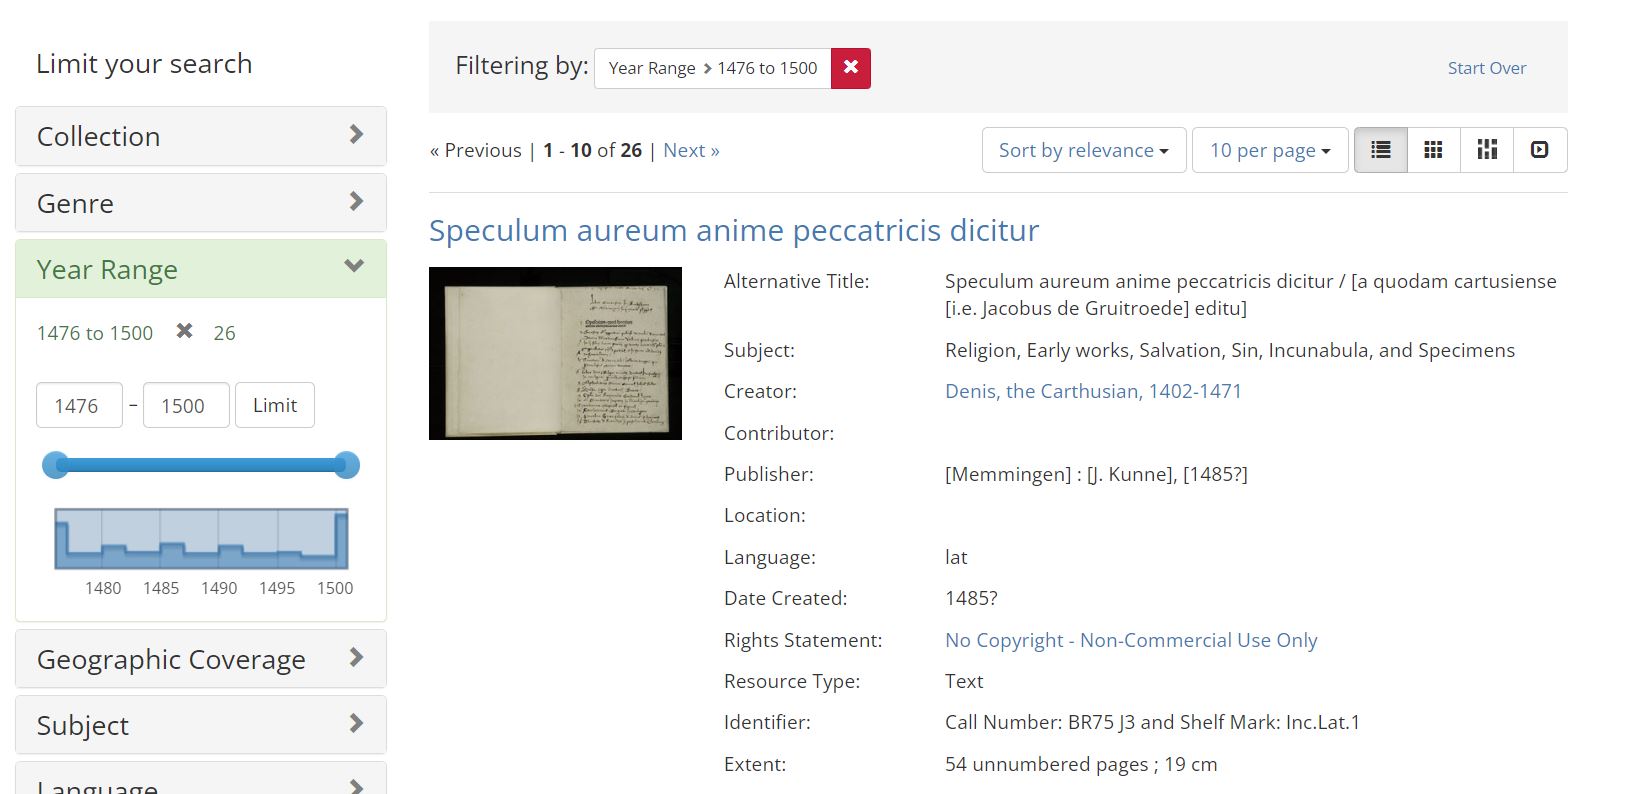 Limit your search
Collection
Genre
Year Range
1476 to 1500 ✖ 26
1476 – 1500 Limit
1480 1485 1490 1495 1500
Geographic Coverage
Subject
Language
Filtering by: Year Range > 1476 to 1500 ✖
Start Over
« Previous | 1 - 10 of 26 | Next »
Sort by relevance
10 per page
Speculum aureum anime peccatricis dicitur
Alternative Title: Speculum aureum anime peccatricis dicitur / [a quodam cartusiense
[i.e. Jacobus de Gruitroede] editu]
Subject: Religion, Early works, Salvation, Sin, Incunabula, and Specimens
Creator: Denis, the Carthusian, 1402-1471
Contributor:
Publisher: [Memmingen] : [J. Kunne], [1485?]
Location:
Language: lat
Date Created: 1485?
Rights Statement: No Copyright - Non-Commercial Use Only
Resource Type: Text
Identifier: Call Number: BR75 J3 and Shelf Mark: Inc.Lat.1
Extent: 54 unnumbered pages ; 19 cm